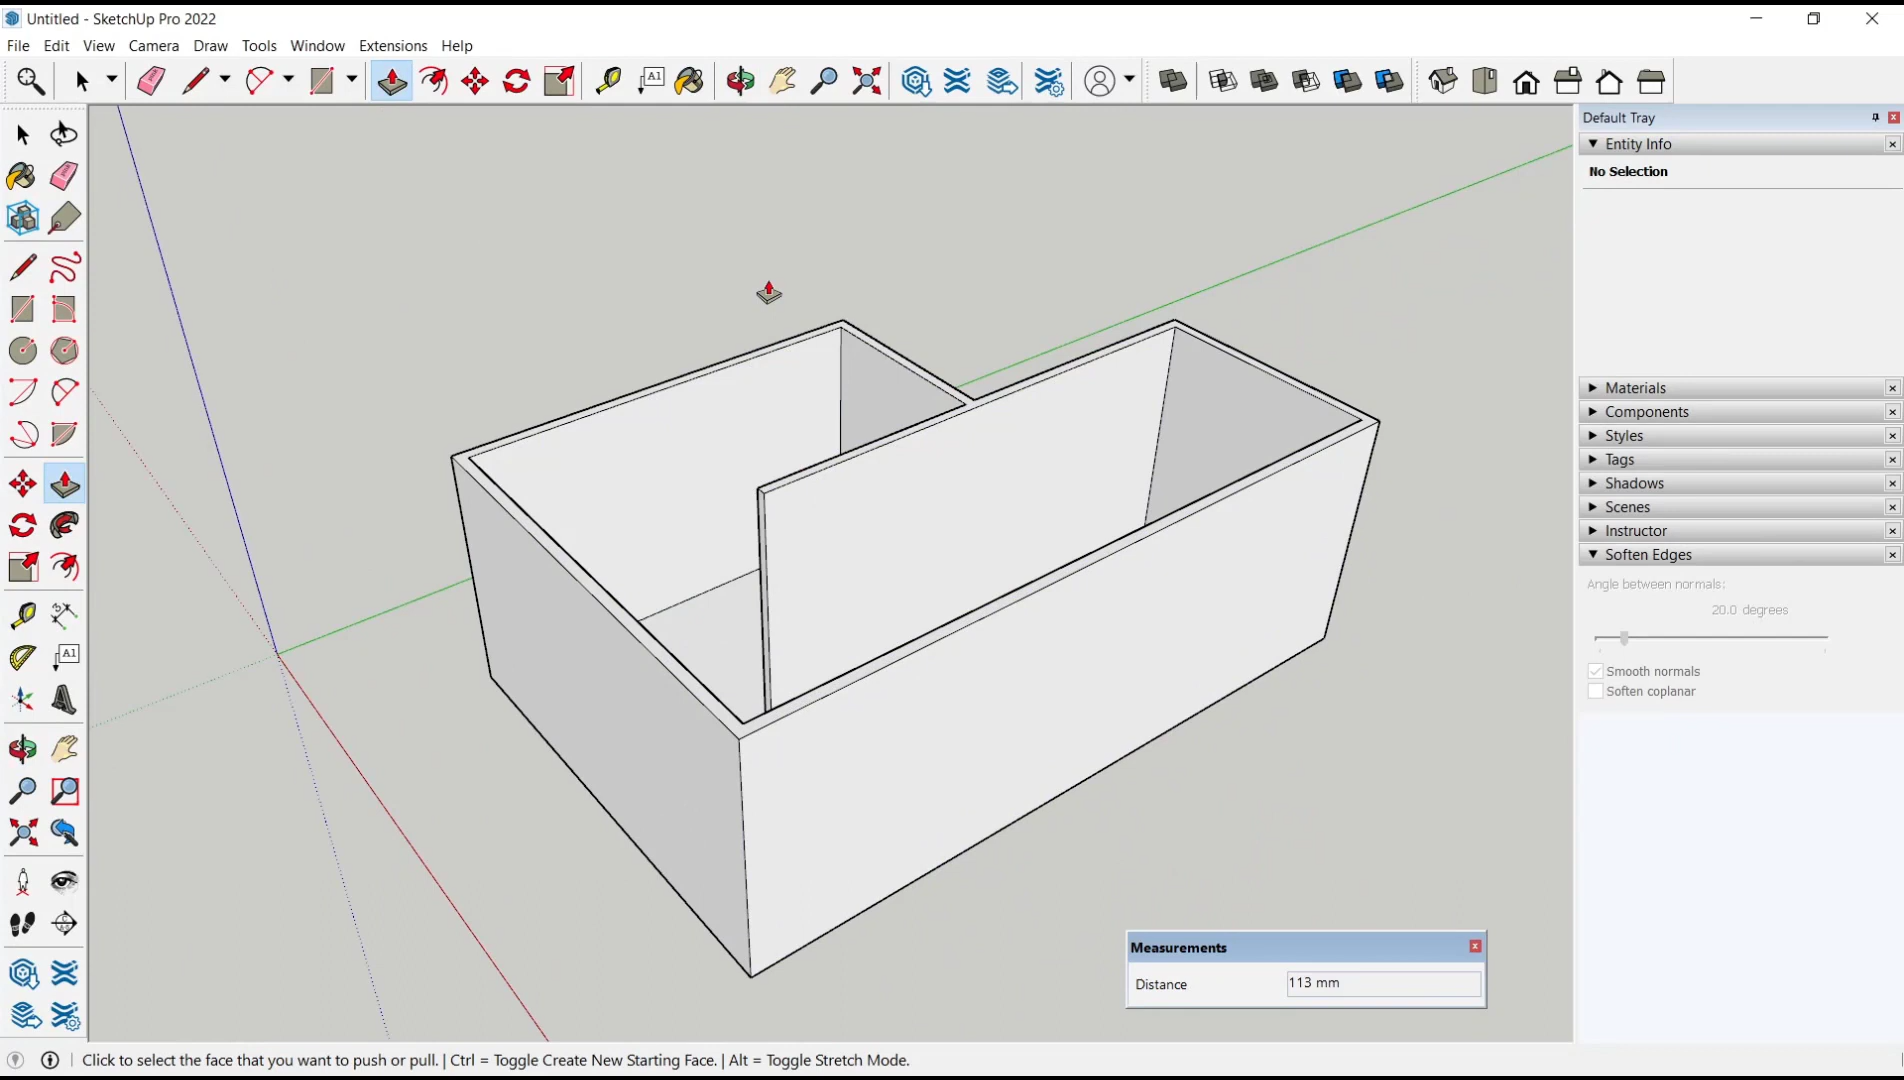 Untitled - SketchUp Pro 2022
File Edit View Camera Draw Tools Window Extensions Help
A1
Default Tray
Entity Info
No Selection
Materials
Components
Styles
Tags
Shadows
Scenes
Instructor
Soften Edges
Angle between normals:
20.0 degrees
Smooth normals
Soften coplanar
A1
Measurements
Distance 113 mm
Click to select the face that you want to push or pull. | Ctrl = Toggle Create New Starting Face. | Alt = Toggle Stretch Mode.